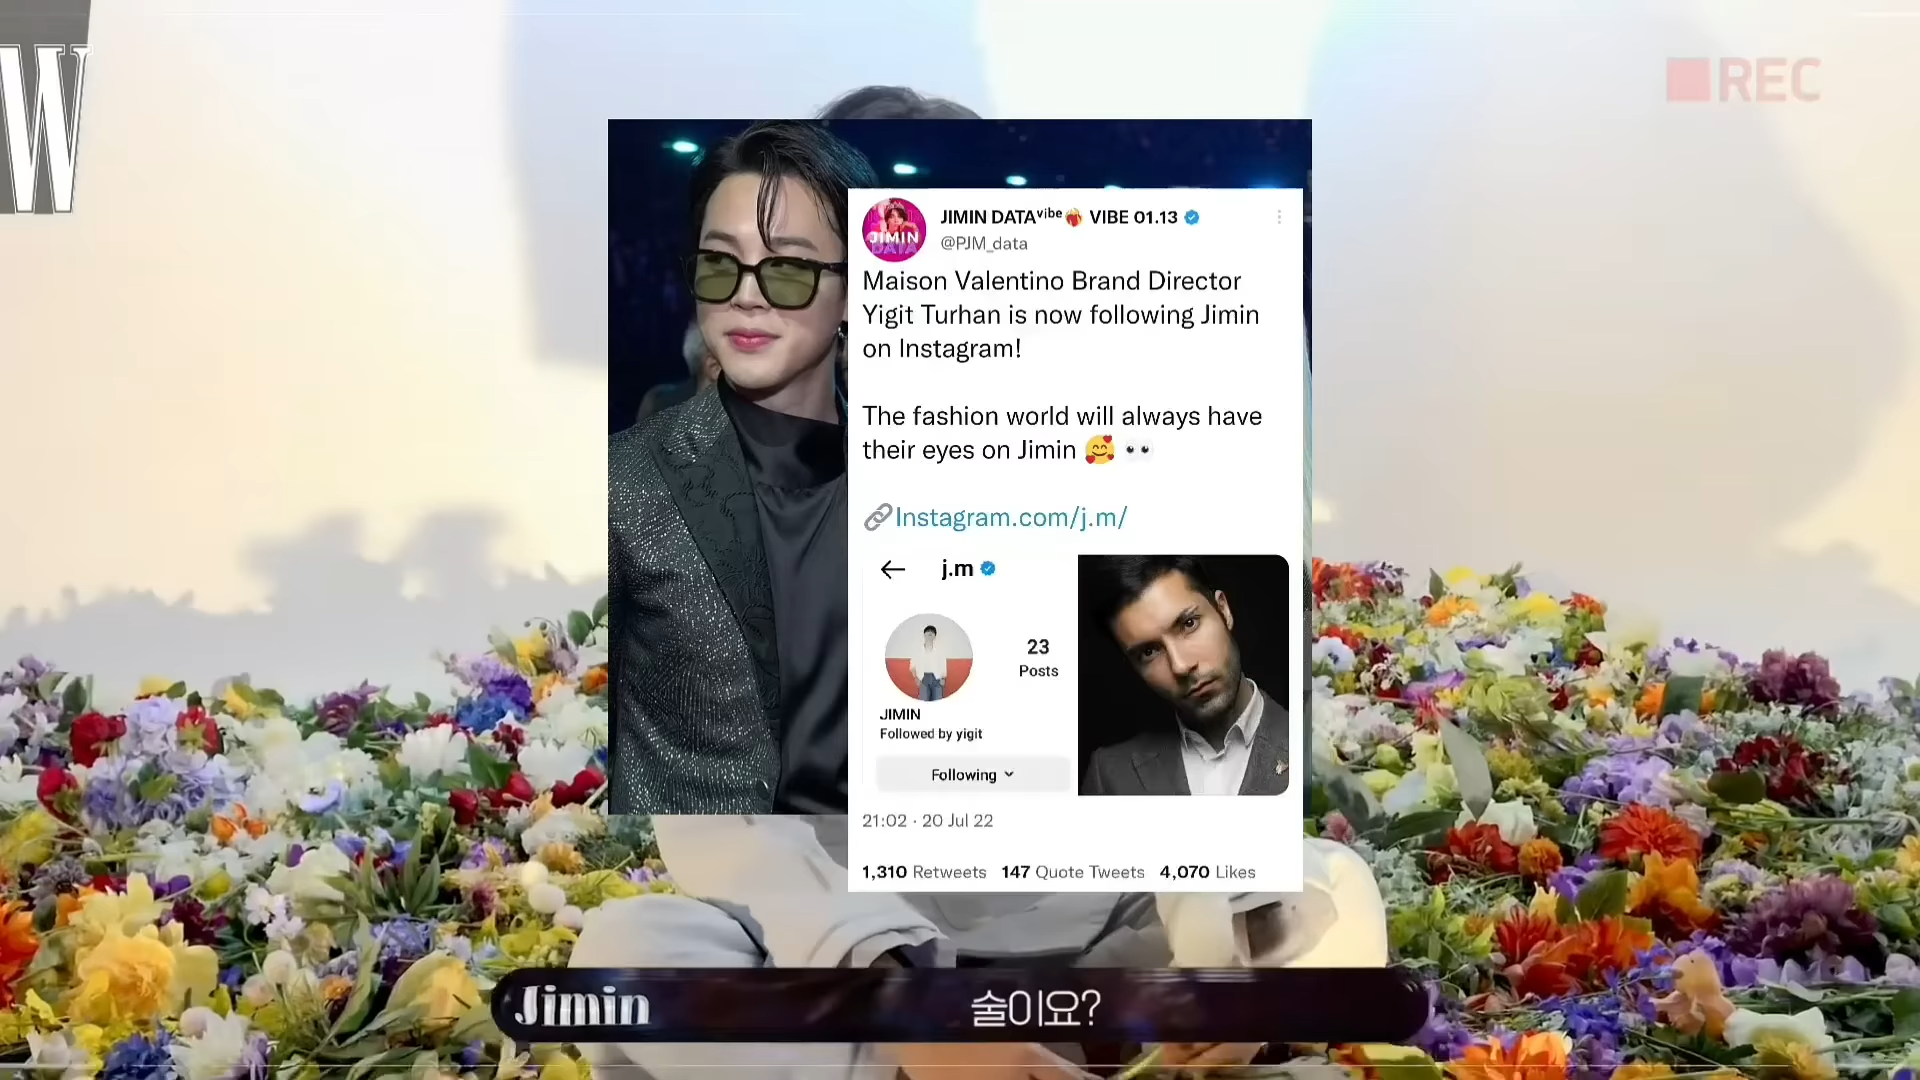 W
REC
JIMIN DATAᵛⁱᵇᵉ❤️‍🔥 VIBE 01.13
@PJM_data
JIMIN
DATA
Maison Valentino Brand Director
Yigit Turhan is now following Jimin
on Instagram!
The fashion world will always have
their eyes on Jimin 🥰 👀
🔗Instagram.com/j.m/
j.m
23
Posts
JIMIN
Followed by yigit
Following
21:02 · 20 Jul 22
1,310 Retweets 147 Quote Tweets 4,070 Likes
Jimin 술이요?